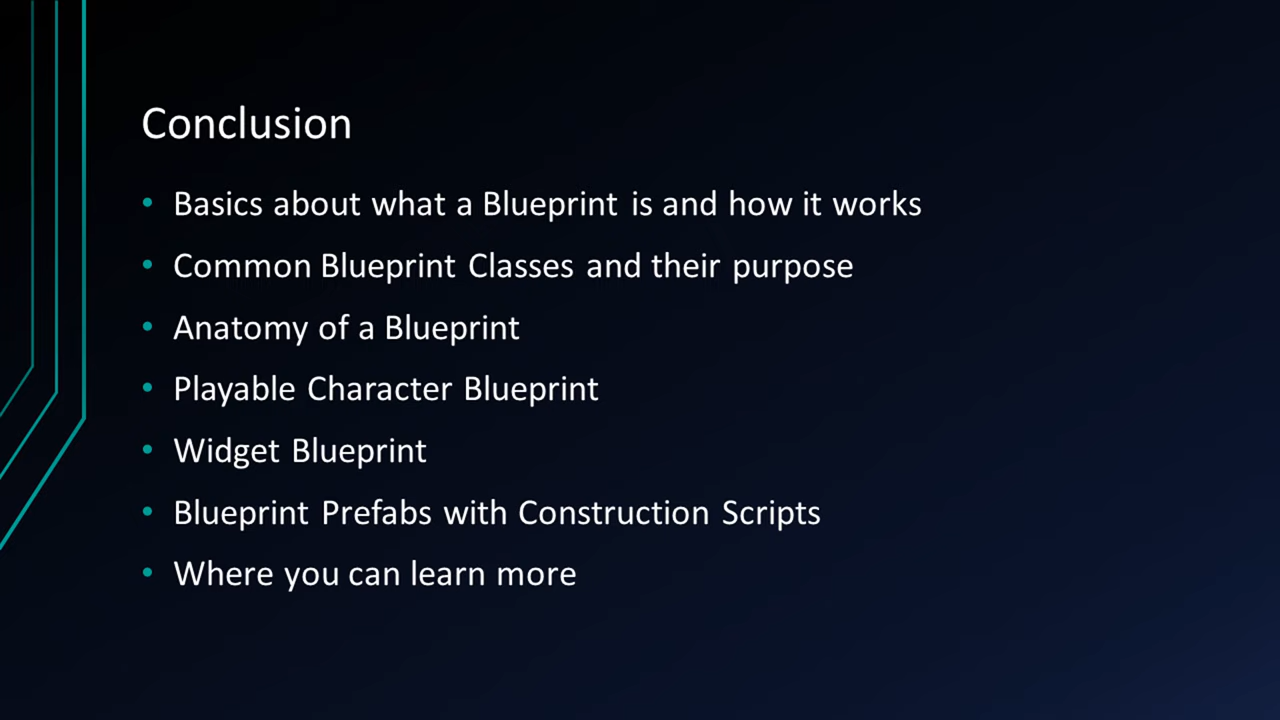 Conclusion
• Basics about what a Blueprint is and how it works
• Common Blueprint Classes and their purpose
• Anatomy of a Blueprint
• Playable Character Blueprint
• Widget Blueprint
• Blueprint Prefabs with Construction Scripts
• Where you can learn more